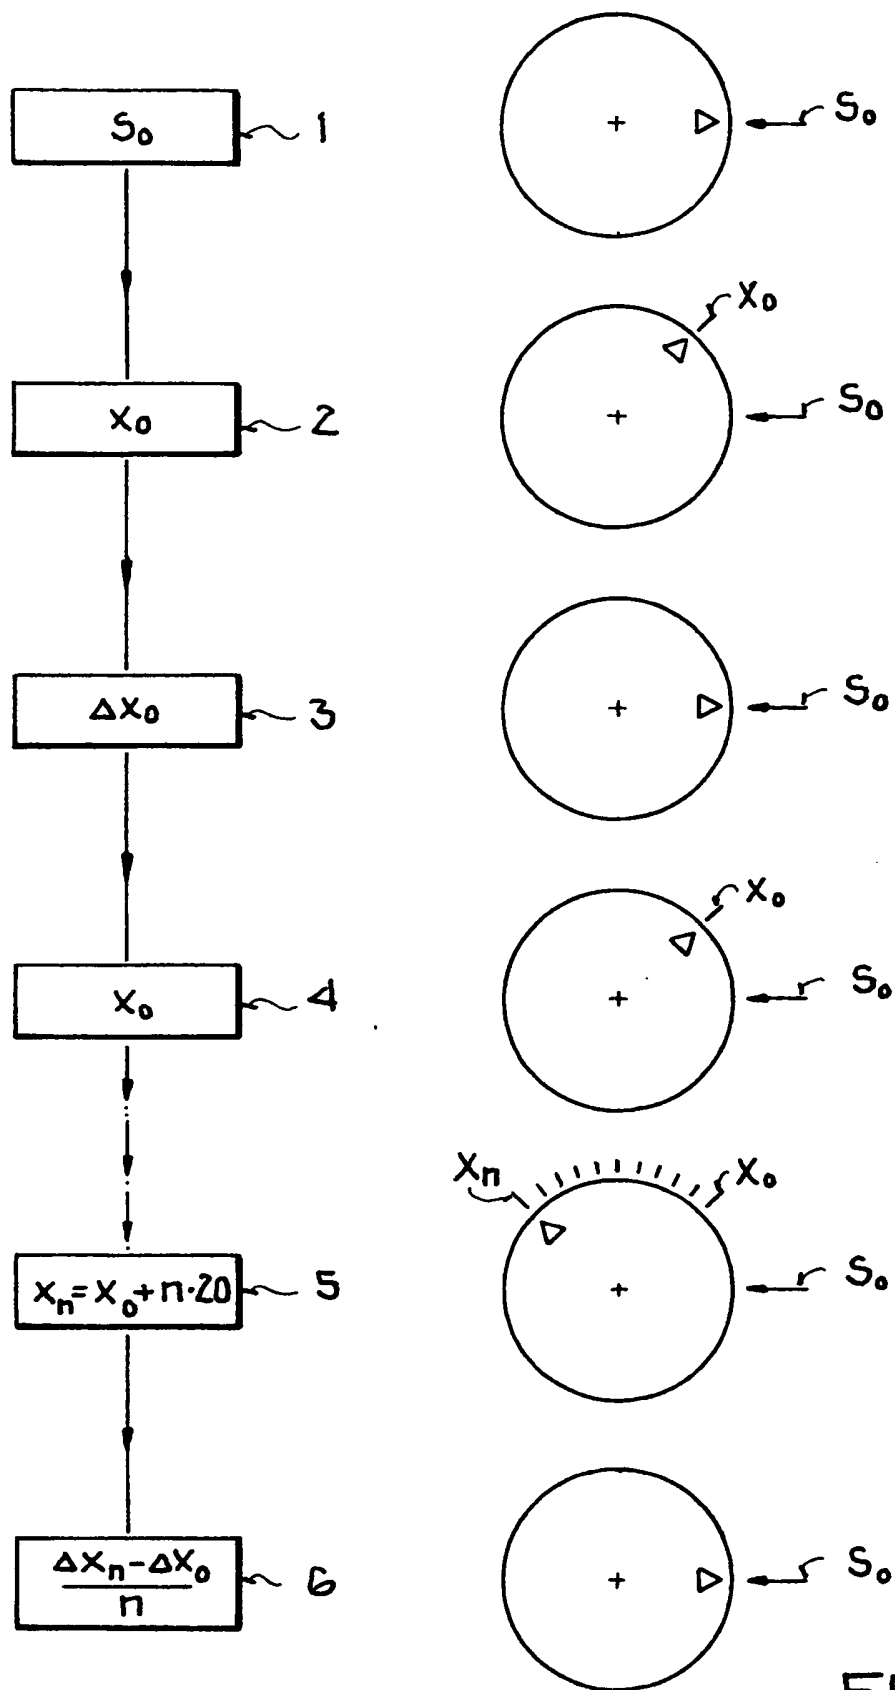 S₀ 1 S₀
X₀
X₀ 2 S₀
ΔX₀ 3 S₀
X₀
X₀ 4 S₀
Xn X₀
Xn = X₀ + n·20 5 S₀
ΔXn - ΔX₀
n
6 S₀